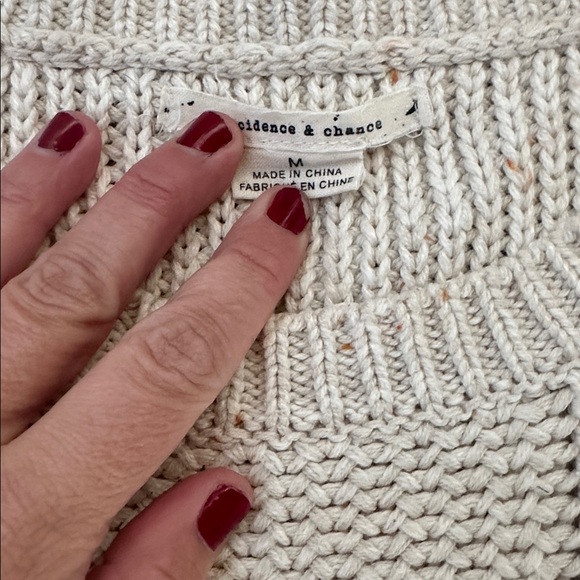 cidence & chance
M
MADE IN CHINA
FABRIQUÉ EN CHINE